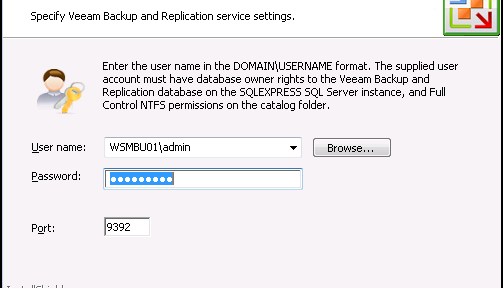 Specify Veeam Backup and Replication service settings.
Enter the user name in the DOMAIN\USERNAME format. The supplied
user account must have database owner rights to the Veeam Backup and
Replication database on the SQLEXPRESS SQL Server instance, and Full
Control NTFS permissions on the catalog folder.
User name: WSMBU01\admin Browse...
Password: ●●●●●●●●●
Port: 9392
InstallShield